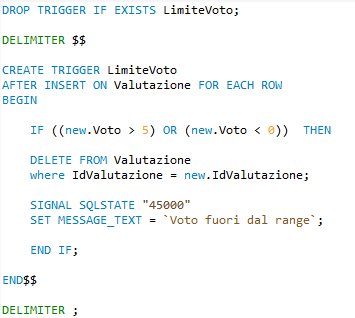 DROP TRIGGER IF EXISTS LimiteVoto;
DELIMITER $$
CREATE TRIGGER LimiteVoto
AFTER INSERT ON Valutazione FOR EACH ROW
BEGIN
IF ((new.Voto > 5) OR (new.Voto < 0))  THEN
DELETE FROM Valutazione
where IdValutazione = new.IdValutazione;
SIGNAL SQLSTATE "45000"
SET MESSAGE_TEXT = `Voto fuori dal range`;
END IF;
END$$
DELIMITER ;